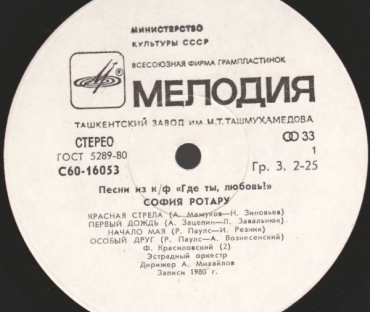 МИНИСТЕРСТВО
КУЛЬТУРЫ СССР
ВСЕСОЮЗНАЯ ФИРМА ГРАМПЛАСТИНОК
МЕЛОДИЯ
ТАШКЕНТСКИЙ ЗАВОД ИМ. М.Т. ТАШМУХАМЕДОВА
СТЕРЕО
33
ГОСТ 5289-80
1
С60-16053
Гр. 3. 2-25
Песни из к/ф «Где ты, любовь!»
СОФИЯ РОТАРУ
КРАСНАЯ СТРЕЛА (А. Мажуков—Н. Зиновьев)
ПЕРВЫЙ ДОЖДЬ (А. Зацепин—Л. Завальнюк)
НАЧАЛО МАЯ (Р. Паулс—И. Резник)
ОСОБЫЙ ДРУГ (Р. Паулс—А. Вознесенский)
Ф. Красиловский (2)
Эстрадный оркестр
Дирижер А. Михайлов
Записи 1980 г.